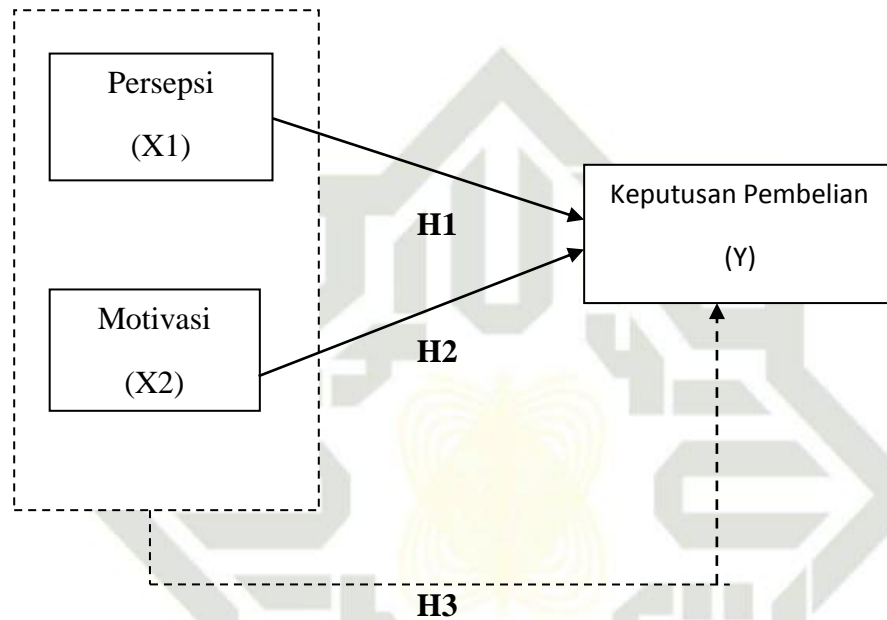 Persepsi
(X1)
Keputusan Pembelian
(Y)
H1
Motivasi
(X2)
H2
H3